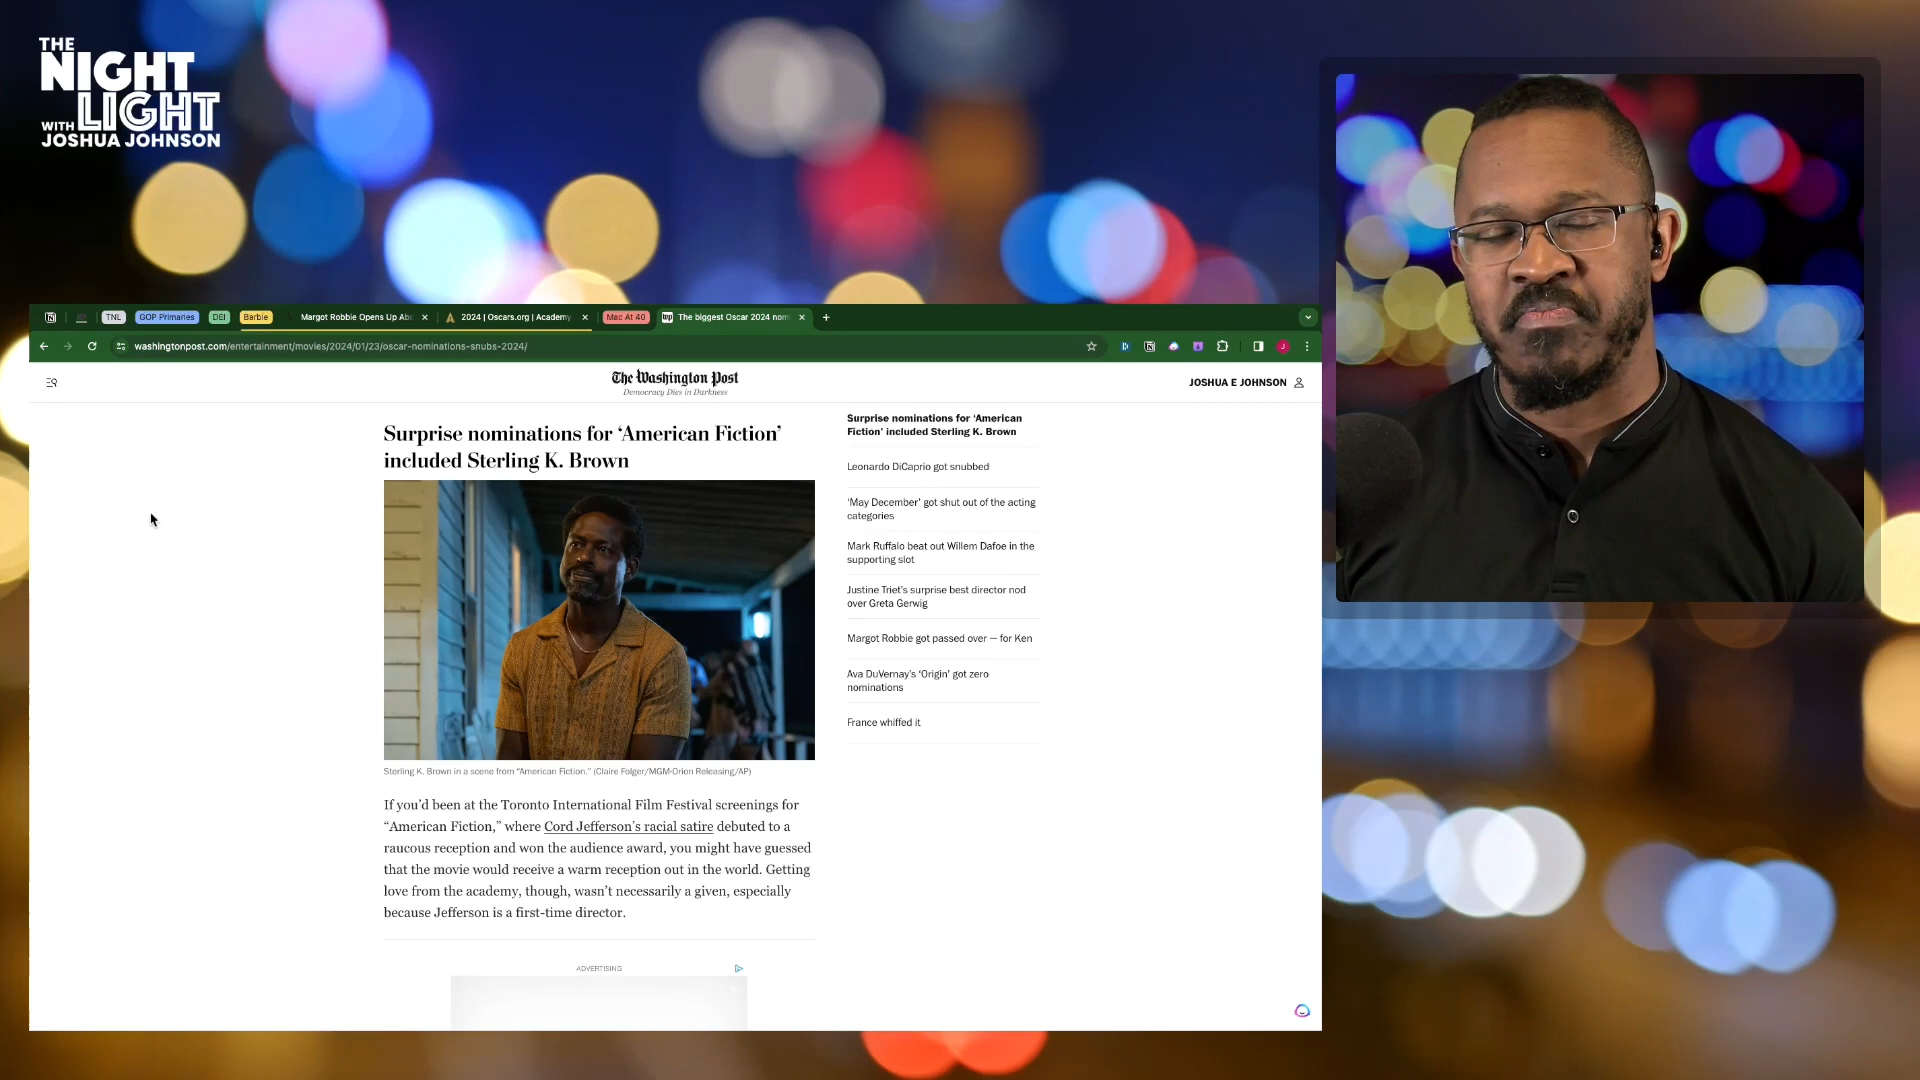 THE
NIGHT
LIGHT
WITH
JOSHUA JOHNSON
TNL
GOP Primaries
DEI
Barbie
Margot Robbie Opens Up Abo
2024 | Oscars.org | Academy
Mac At 40
wp
The biggest Oscar 2024 nom
washingtonpost.com/entertainment/movies/2024/01/23/oscar-nominations-snubs-2024/
J
The Washington Post
Democracy Dies in Darkness
JOSHUA E JOHNSON
Surprise nominations for ‘American Fiction’
included Sterling K. Brown
Sterling K. Brown in a scene from “American Fiction.” (Claire Folger/MGM-Orion Releasing/AP)
If you’d been at the Toronto International Film Festival screenings for
“American Fiction,” where Cord Jefferson’s racial satire debuted to a
raucous reception and won the audience award, you might have guessed
that the movie would receive a warm reception out in the world. Getting
love from the academy, though, wasn’t necessarily a given, especially
because Jefferson is a first-time director.
ADVERTISING
Surprise nominations for ‘American
Fiction’ included Sterling K. Brown
Leonardo DiCaprio got snubbed
‘May December’ got shut out of the acting
categories
Mark Ruffalo beat out Willem Dafoe in the
supporting slot
Justine Triet’s surprise best director nod
over Greta Gerwig
Margot Robbie got passed over — for Ken
Ava DuVernay’s ‘Origin’ got zero
nominations
France whiffed it